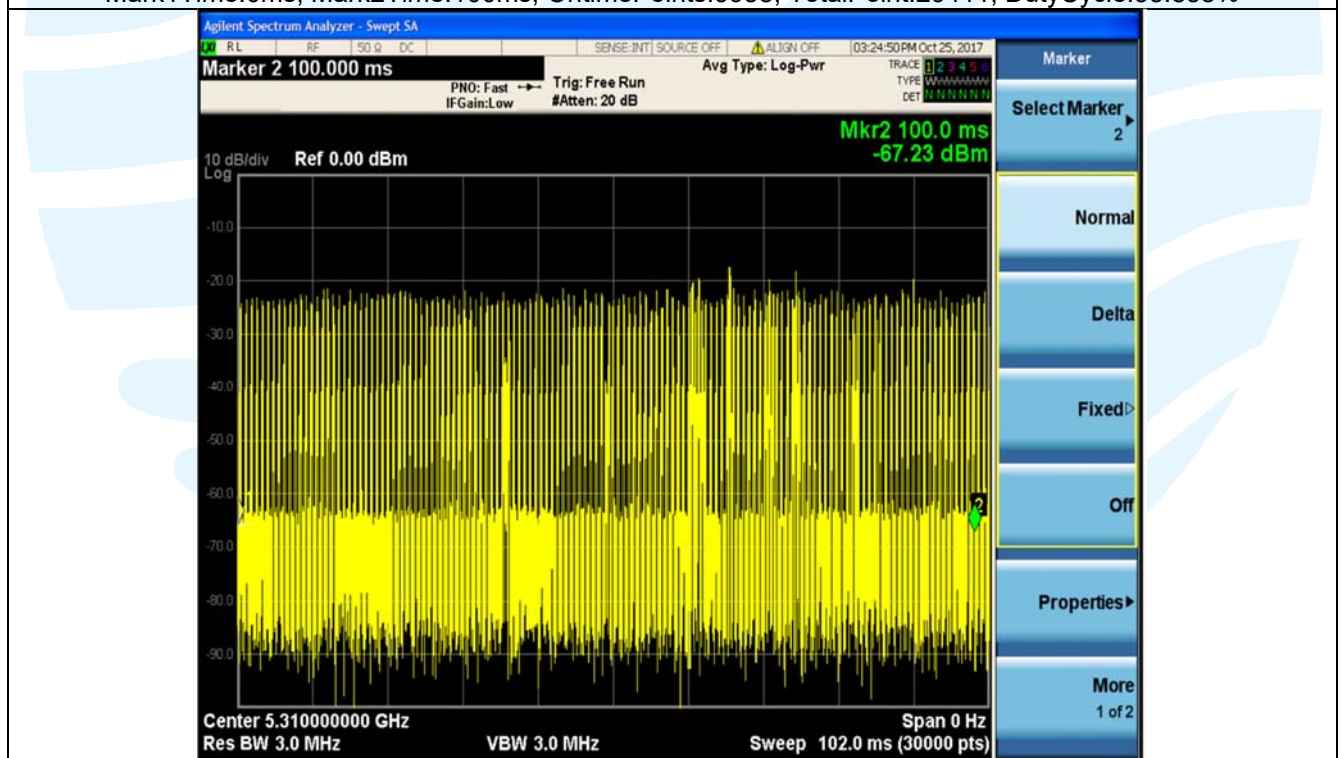 Agilent Spectrum Analyzer - Swept SA
RL RF 50 Ω DC SENSE:INT SOURCE OFF ALIGN OFF 03:24:50 PM Oct 25, 2017
Marker 2 100.000 ms
Avg Type: Log-Pwr
TRACE 1 2 3 4 5 6
TYPE
DET N N N N N N
PNO: Fast
Trig: Free Run
IFGain:Low
#Atten: 20 dB
Mkr2 100.0 ms
-67.23 dBm
10 dB/div Ref 0.00 dBm
Log
-10.0
-20.0
-30.0
-40.0
-50.0
-60.0
-70.0
-80.0
-90.0
2
Center 5.310000000 GHz Span 0 Hz
Res BW 3.0 MHz VBW 3.0 MHz Sweep 102.0 ms (30000 pts)
Marker
Select Marker
2
Normal
Delta
Fixed
Off
Properties
More
1 of 2